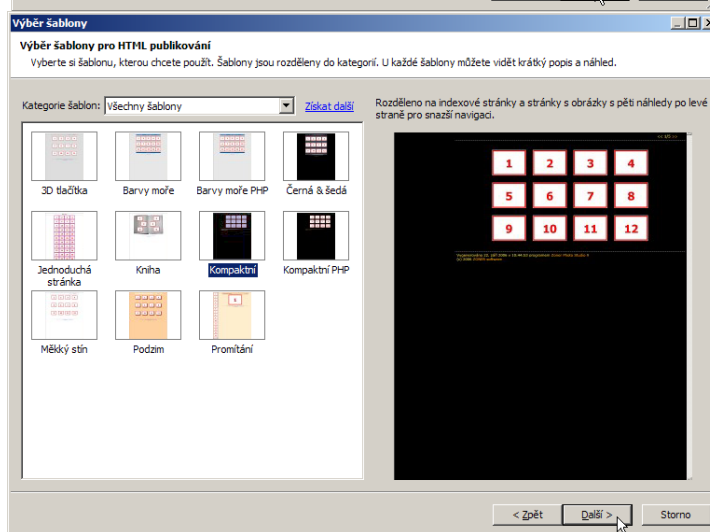 Výběr šablony
Výběr šablony pro HTML publikování
Vyberte si šablonu, kterou chcete použít. Šablony jsou rozděleny do kategorií. U každé šablony můžete vidět krátký popis a náhled.
Kategorie šablon: Všechny šablony Získat další
Rozděleno na indexové stránky a stránky s obrázky s pěti náhledy po levé
straně pro snazší navigaci.
3D tlačítka Barvy moře Barvy moře PHP Černá & šedá
Jednoduchá
stránka Kniha Kompaktní Kompaktní PHP
Měkký stín Podzim Promítání
1 2 3 4
5 6 7 8
9 10 11 12
< Zpět Další > Storno